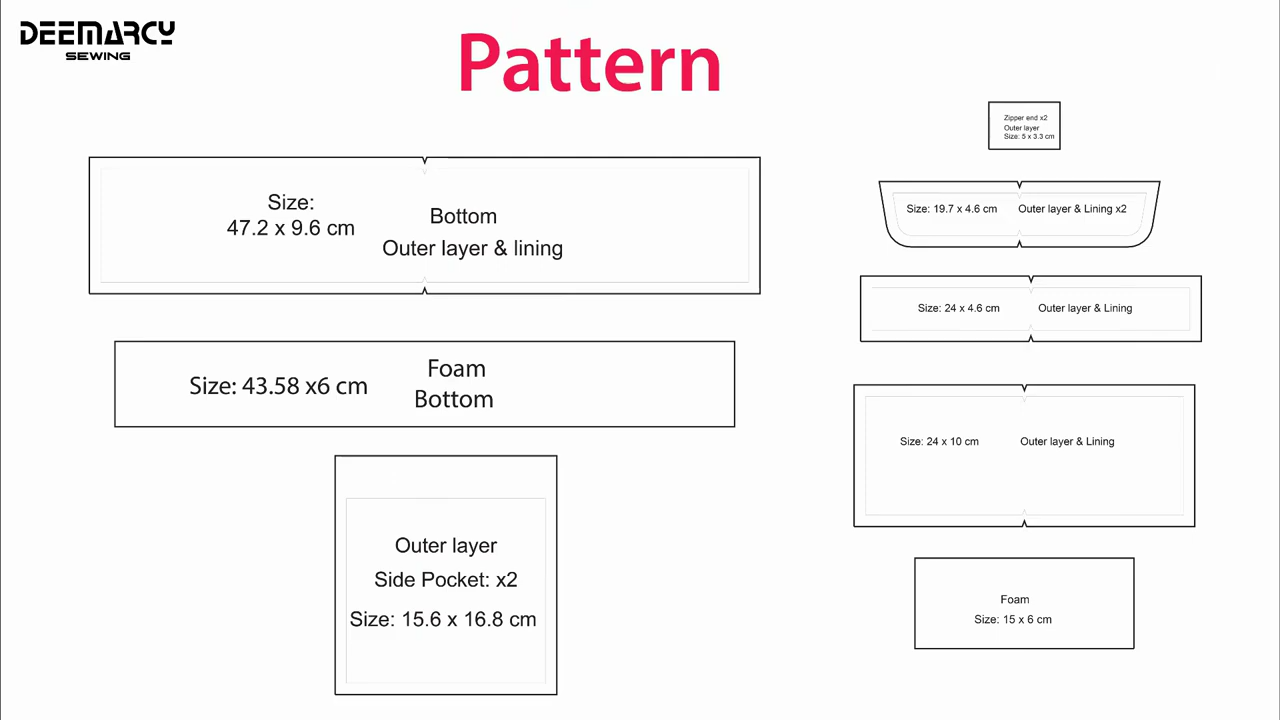 DEEMARCY
SEWING
Pattern
Size:
47.2 x 9.6 cm
Bottom
Outer layer & lining
Size: 43.58 x6 cm
Foam
Bottom
Outer layer
Side Pocket: x2
Size: 15.6 x 16.8 cm
Zipper end x2
Outer layer
Size: 5 x 3.3 cm
Size: 19.7 x 4.6 cm Outer layer & Lining x2
Size: 24 x 4.6 cm Outer layer & Lining
Size: 24 x 10 cm Outer layer & Lining
Foam
Size: 15 x 6 cm